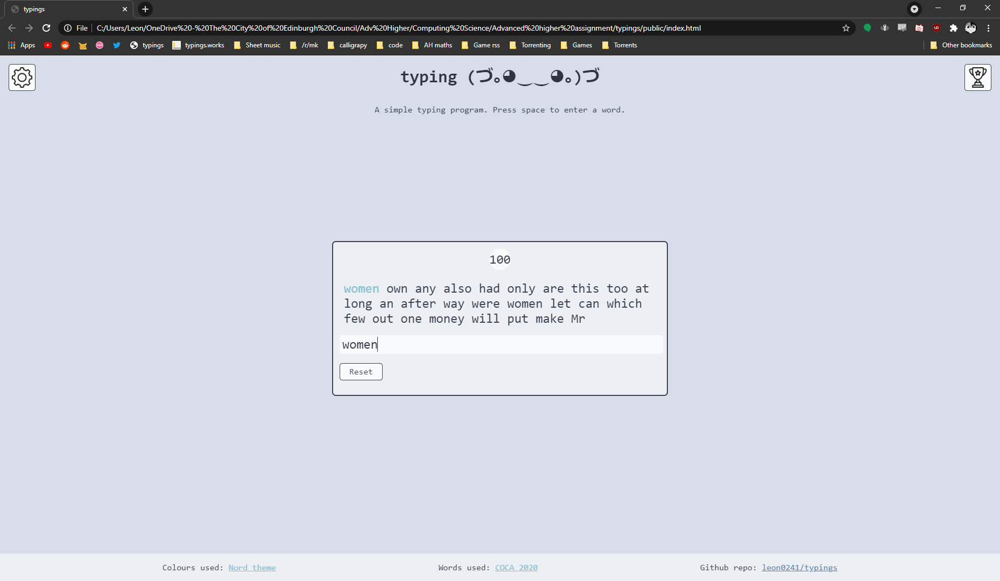 typings
File
C:/Users/Leon/OneDrive%20-%20The%20City%20of%20Edinburgh%20Council/Adv%20Higher/Computing%20Science/Advanced%20higher%20assignment/typings/public/index.html
Apps typings typings.works Sheet music /r/mk calligrapy code AH maths Game rss Torrenting Games Torrents Other bookmarks
typing (づ｡◕‿‿◕｡)づ
A simple typing program. Press space to enter a word.
100
women own any also had only are this too at
long an after way were women let can which
few out one money will put make Mr
women
Reset
Colours used: Nord theme
Words used: COCA 2020
Github repo: leon0241/typings